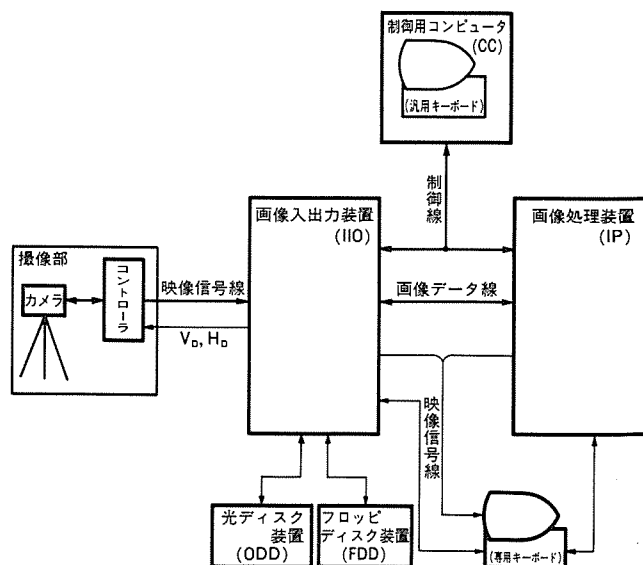 制御用コンピュータ
(CC)
(汎用キーボード)
制御線
画像入出力装置
(IIO)
画像処理装置
(IP)
撮像部
カメラ
コントローラ
映像信号線
V_D, H_D
画像データ線
映像信号線
光ディスク
装置
(ODD)
フロッピ
ディスク装置
(FDD)
(専用キーボード)